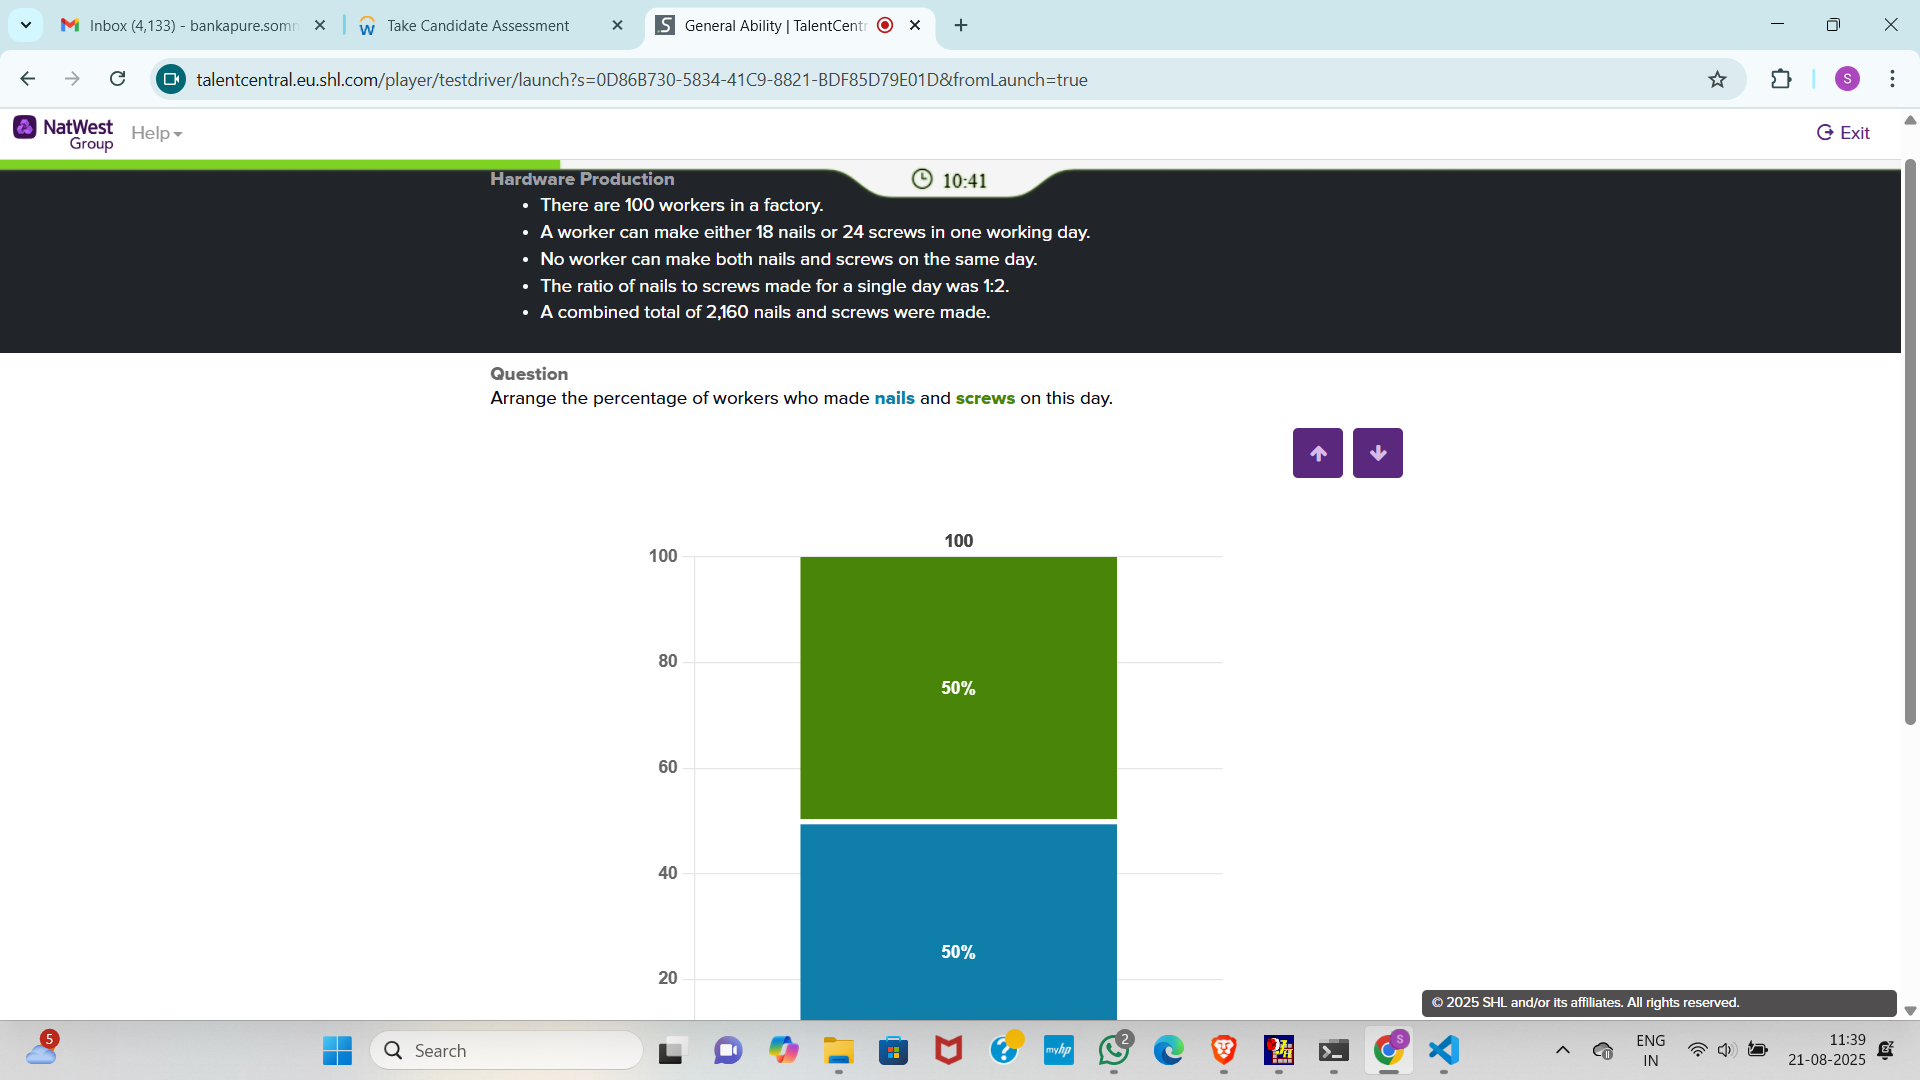 Inbox (4,133) - bankapure.somn
Take Candidate Assessment
General Ability | TalentCentr
talentcentral.eu.shl.com/player/testdriver/launch?s=0D86B730-5834-41C9-8821-BDF85D79E01D&fromLaunch=true
S
NatWest
Group
Help
Exit
10:41
Hardware Production
• There are 100 workers in a factory.
• A worker can make either 18 nails or 24 screws in one working day.
• No worker can make both nails and screws on the same day.
• The ratio of nails to screws made for a single day was 1:2.
• A combined total of 2,160 nails and screws were made.
Question
Arrange the percentage of workers who made nails and screws on this day.
100
100
80
50%
60
40
50%
20
© 2025 SHL and/or its affiliates. All rights reserved.
5
Search
myhp
2
S
ENG
IN
11:39
21-08-2025